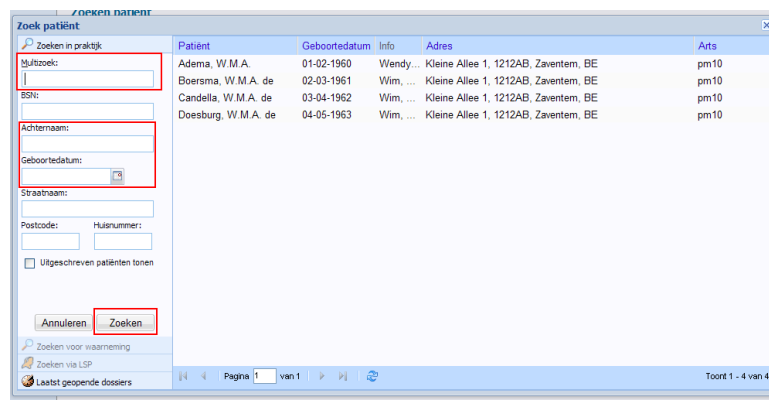 Zoeken patiënt
Zoek patiënt
Zoeken in praktijk
Multizoek:
BSN:
Achternaam:
Geboortedatum:
Straatnaam:
Postcode: Huisnummer:
Uitgeschreven patiënten tonen
Annuleren Zoeken
Zoeken voor waarneming
Zoeken via LSP
Laatst geopende dossiers
Patiënt Geboortedatum Info Adres Arts
Adema, W.M.A. 01-02-1960 Wendy... Kleine Allee 1, 1212AB, Zaventem, BE pm10
Boersma, W.M.A. de 02-03-1961 Wim, ... Kleine Allee 1, 1212AB, Zaventem, BE pm10
Candella, W.M.A. de 03-04-1962 Wim, ... Kleine Allee 1, 1212AB, Zaventem, BE pm10
Doesburg, W.M.A. de 04-05-1963 Wim, ... Kleine Allee 1, 1212AB, Zaventem, BE pm10
Pagina 1 van 1 Toont 1 - 4 van 4